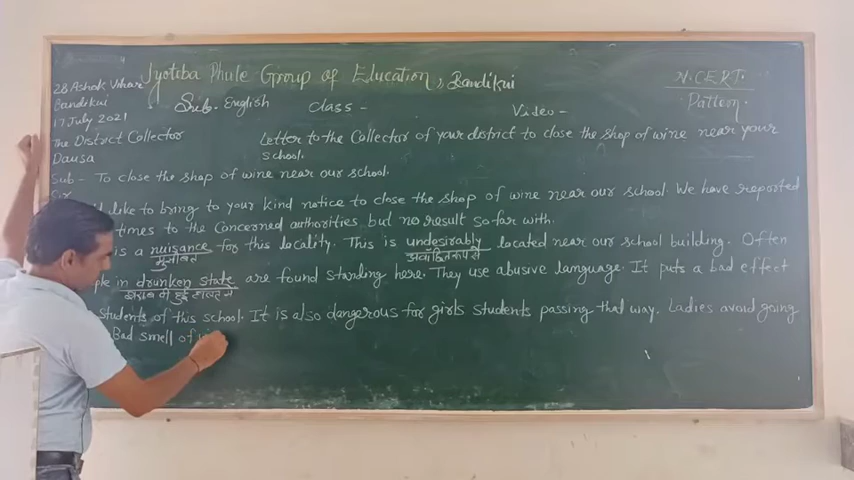 Jyotiba Phule Group of Education, Bandikui
N.C.E.R.T.
Pattern.
28 Ashok Vihar
Bandikui
17 July 2021
Sub. English Class - Video -
The District Collector
Dausa
Letter to the Collector of your district to close the shop of wine near your
school.
Sub - To close the shop of wine near our school.
Sir
like to bring to your kind notice to close the shop of wine near our school. We have reported
times to the Concerned authorities but no result so far with.
is a nuisance for this locality. This is undesirably located near our school building. Often
मुसीबत अवांछित रूप से
in drunken state are found standing here. They use abusive language. It puts a bad effect
शराब की हुई हालत में
students of this school. It is also dangerous for girls students passing that way. Ladies avoid going
Bad smell of